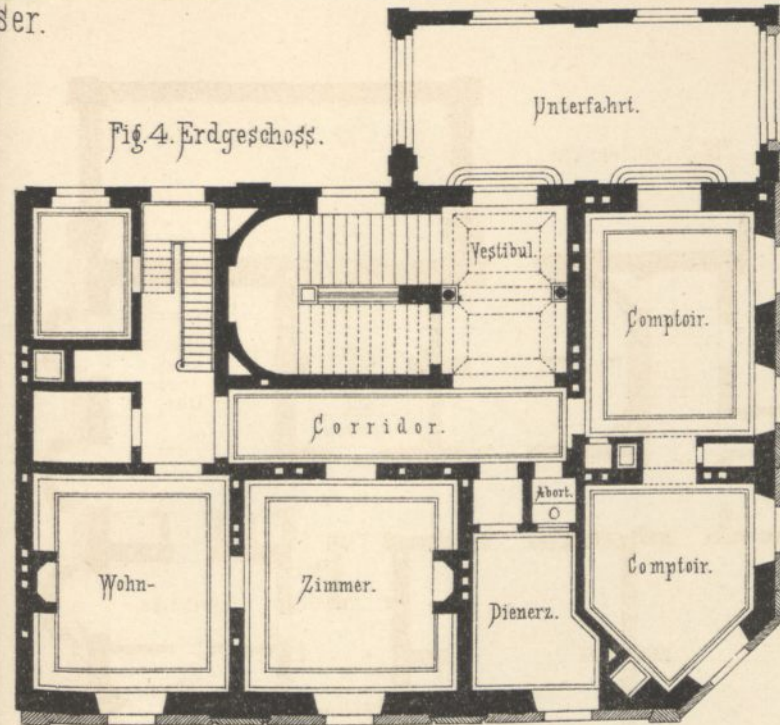 ser.
Fig. 4. Erdgeschoss.
Unterfahrt.
Vestibul.
Comptoir.
Corridor.
Abort.
Wohn-
Zimmer.
Dienerz.
Comptoir.